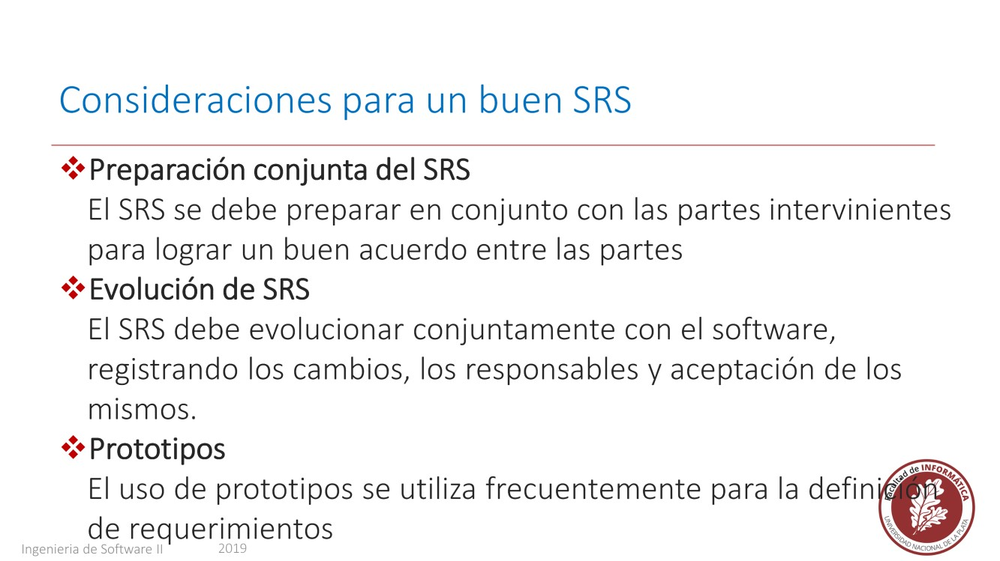 Consideraciones para un buen SRS
❖Preparación conjunta del SRS
El SRS se debe preparar en conjunto con las partes intervinientes
para lograr un buen acuerdo entre las partes
❖Evolución de SRS
El SRS debe evolucionar conjuntamente con el software,
registrando los cambios, los responsables y aceptación de los
mismos.
❖Prototipos
El uso de prototipos se utiliza frecuentemente para la definición
de requerimientos
Facultad de INFORMÁTICA
UNIVERSIDAD NACIONAL DE LA PLATA
Ingenieria de Software II 2019